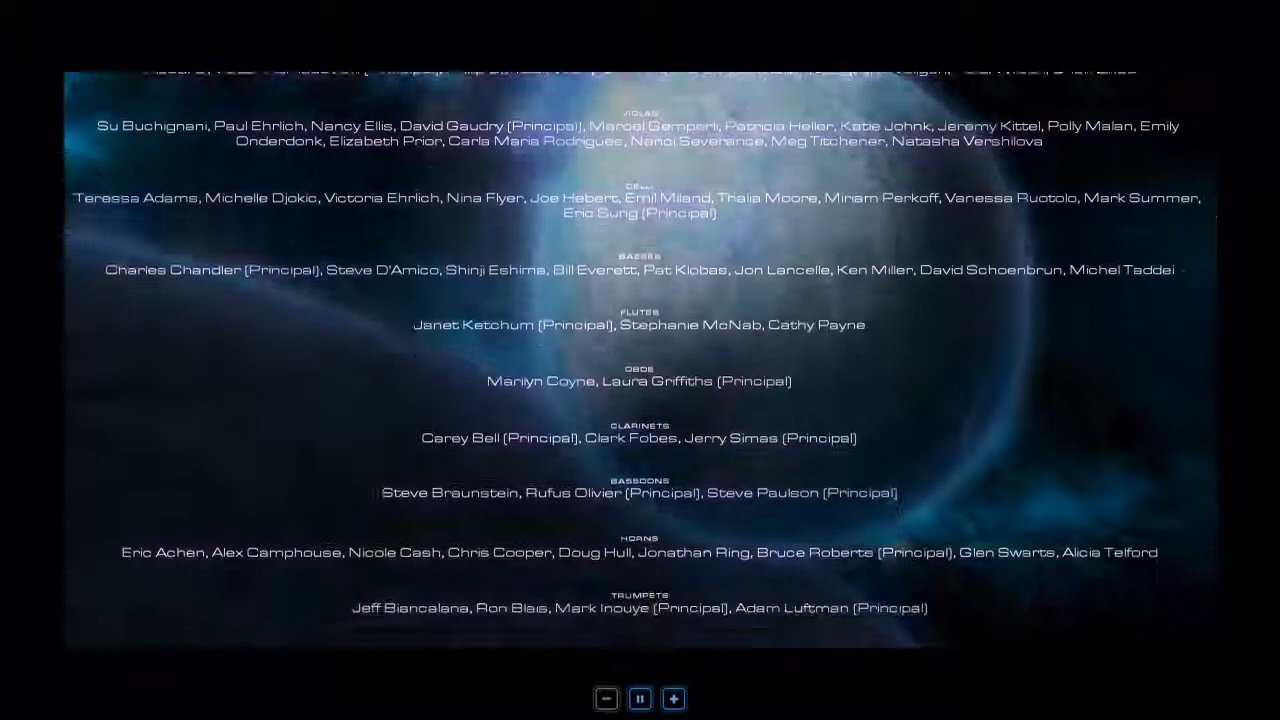 VIOLAS
Su Buchignani, Paul Ehrlich, Nancy Ellis, David Gaudry (Principal), Marcel Gemperli, Patricia Heller, Katie Johnk, Jeremy Kittel, Polly Malan, Emily
Onderdonk, Elizabeth Prior, Carla Maria Rodrigues, Nanci Severance, Meg Titchener, Natasha Vershilova
CELLI
Teressa Adams, Michelle Djokic, Victoria Ehrlich, Nina Flyer, Joe Hebert, Emil Miland, Thalia Moore, Miriam Perkoff, Vanessa Ruotolo, Mark Summer,
Eric Sung (Principal)
BASSES
Charles Chandler (Principal), Steve D'Amico, Shinji Eshima, Bill Everett, Pat Klobas, Jon Lancelle, Ken Miller, David Schoenbrun, Michel Taddei
FLUTES
Janet Ketchum (Principal), Stephanie McNab, Cathy Payne
OBOE
Marilyn Coyne, Laura Griffiths (Principal)
CLARINETS
Carey Bell (Principal), Clark Fobes, Jerry Simas (Principal)
BASSOONS
Steve Braunstein, Rufus Olivier (Principal), Steve Paulson (Principal)
HORNS
Eric Achen, Alex Camphouse, Nicole Cash, Chris Cooper, Doug Hull, Jonathan Ring, Bruce Roberts (Principal), Glen Swarts, Alicia Telford
TRUMPETS
Jeff Biancalana, Ron Blais, Mark Inouye (Principal), Adam Luftman (Principal)